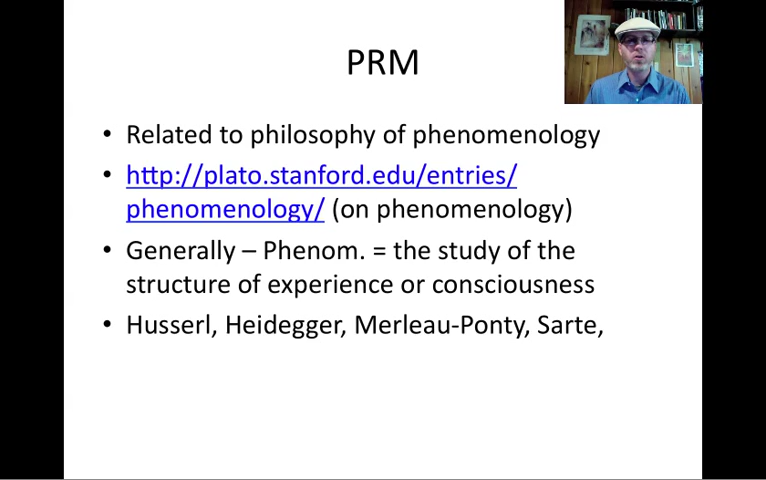 PRM
• Related to philosophy of phenomenology
• http://plato.stanford.edu/entries/
phenomenology/ (on phenomenology)
• Generally – Phenom. = the study of the
structure of experience or consciousness
• Husserl, Heidegger, Merleau-Ponty, Sarte,